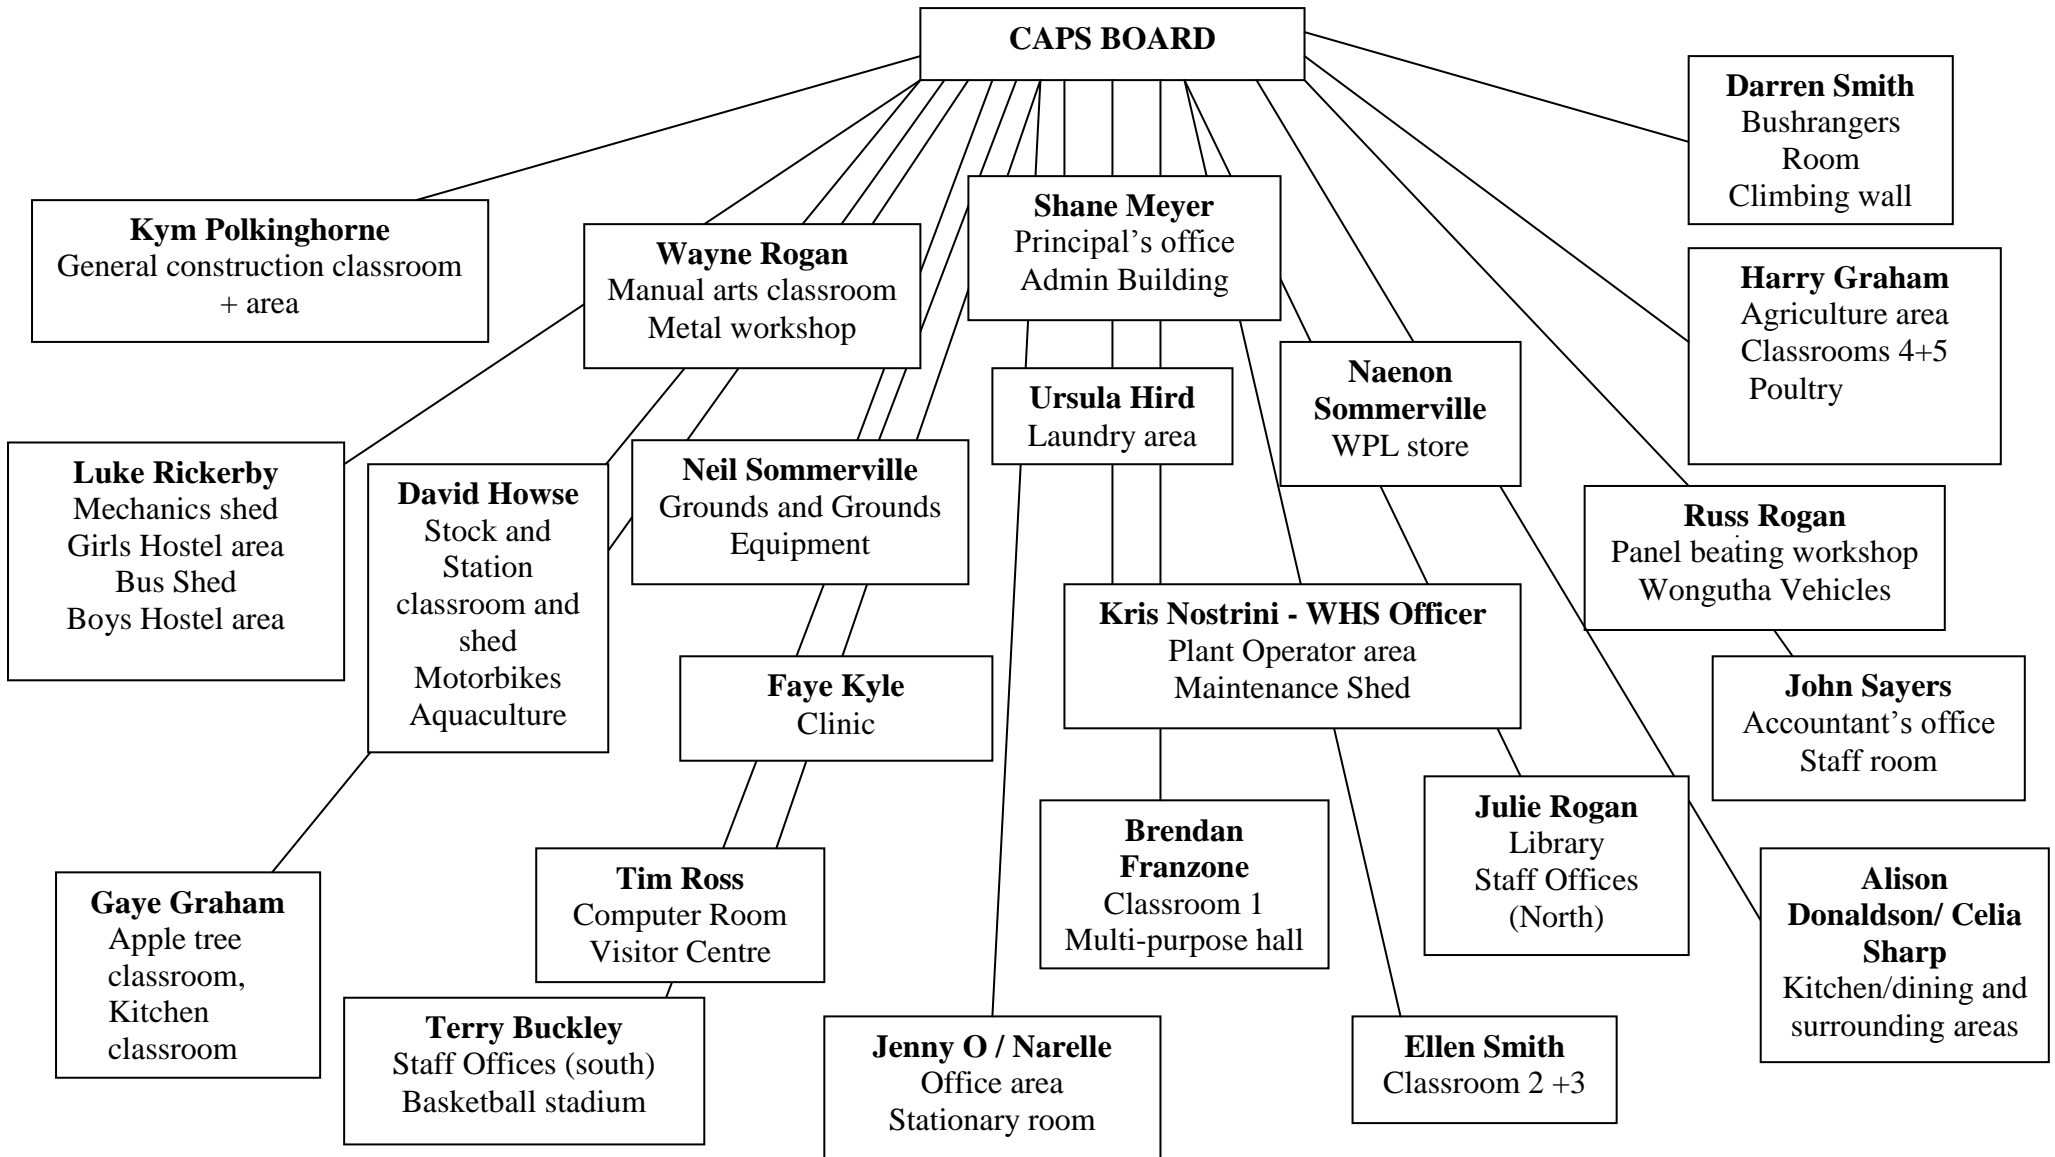 CAPS BOARD
Darren Smith
Bushrangers
Room
Climbing wall
Kym Polkinghorne
General construction classroom
+ area
Wayne Rogan
Manual arts classroom
Metal workshop
Shane Meyer
Principal’s office
Admin Building
Harry Graham
Agriculture area
Classrooms 4+5
Poultry
Luke Rickerby
Mechanics shed
Girls Hostel area
Bus Shed
Boys Hostel area
David Howse
Stock and
Station
classroom and
shed
Motorbikes
Aquaculture
Neil Sommerville
Grounds and Grounds
Equipment
Ursula Hird
Laundry area
Naenon
Sommerville
WPL store
Russ Rogan
Panel beating workshop
Wongutha Vehicles
Faye Kyle
Clinic
Kris Nostrini - WHS Officer
Plant Operator area
Maintenance Shed
John Sayers
Accountant’s office
Staff room
Gaye Graham
Apple tree
classroom,
Kitchen
classroom
Tim Ross
Computer Room
Visitor Centre
Brendan
Franzone
Classroom 1
Multi-purpose hall
Julie Rogan
Library
Staff Offices
(North)
Alison
Donaldson/ Celia
Sharp
Kitchen/dining and
surrounding areas
Terry Buckley
Staff Offices (south)
Basketball stadium
Jenny O / Narelle
Office area
Stationary room
Ellen Smith
Classroom 2 +3